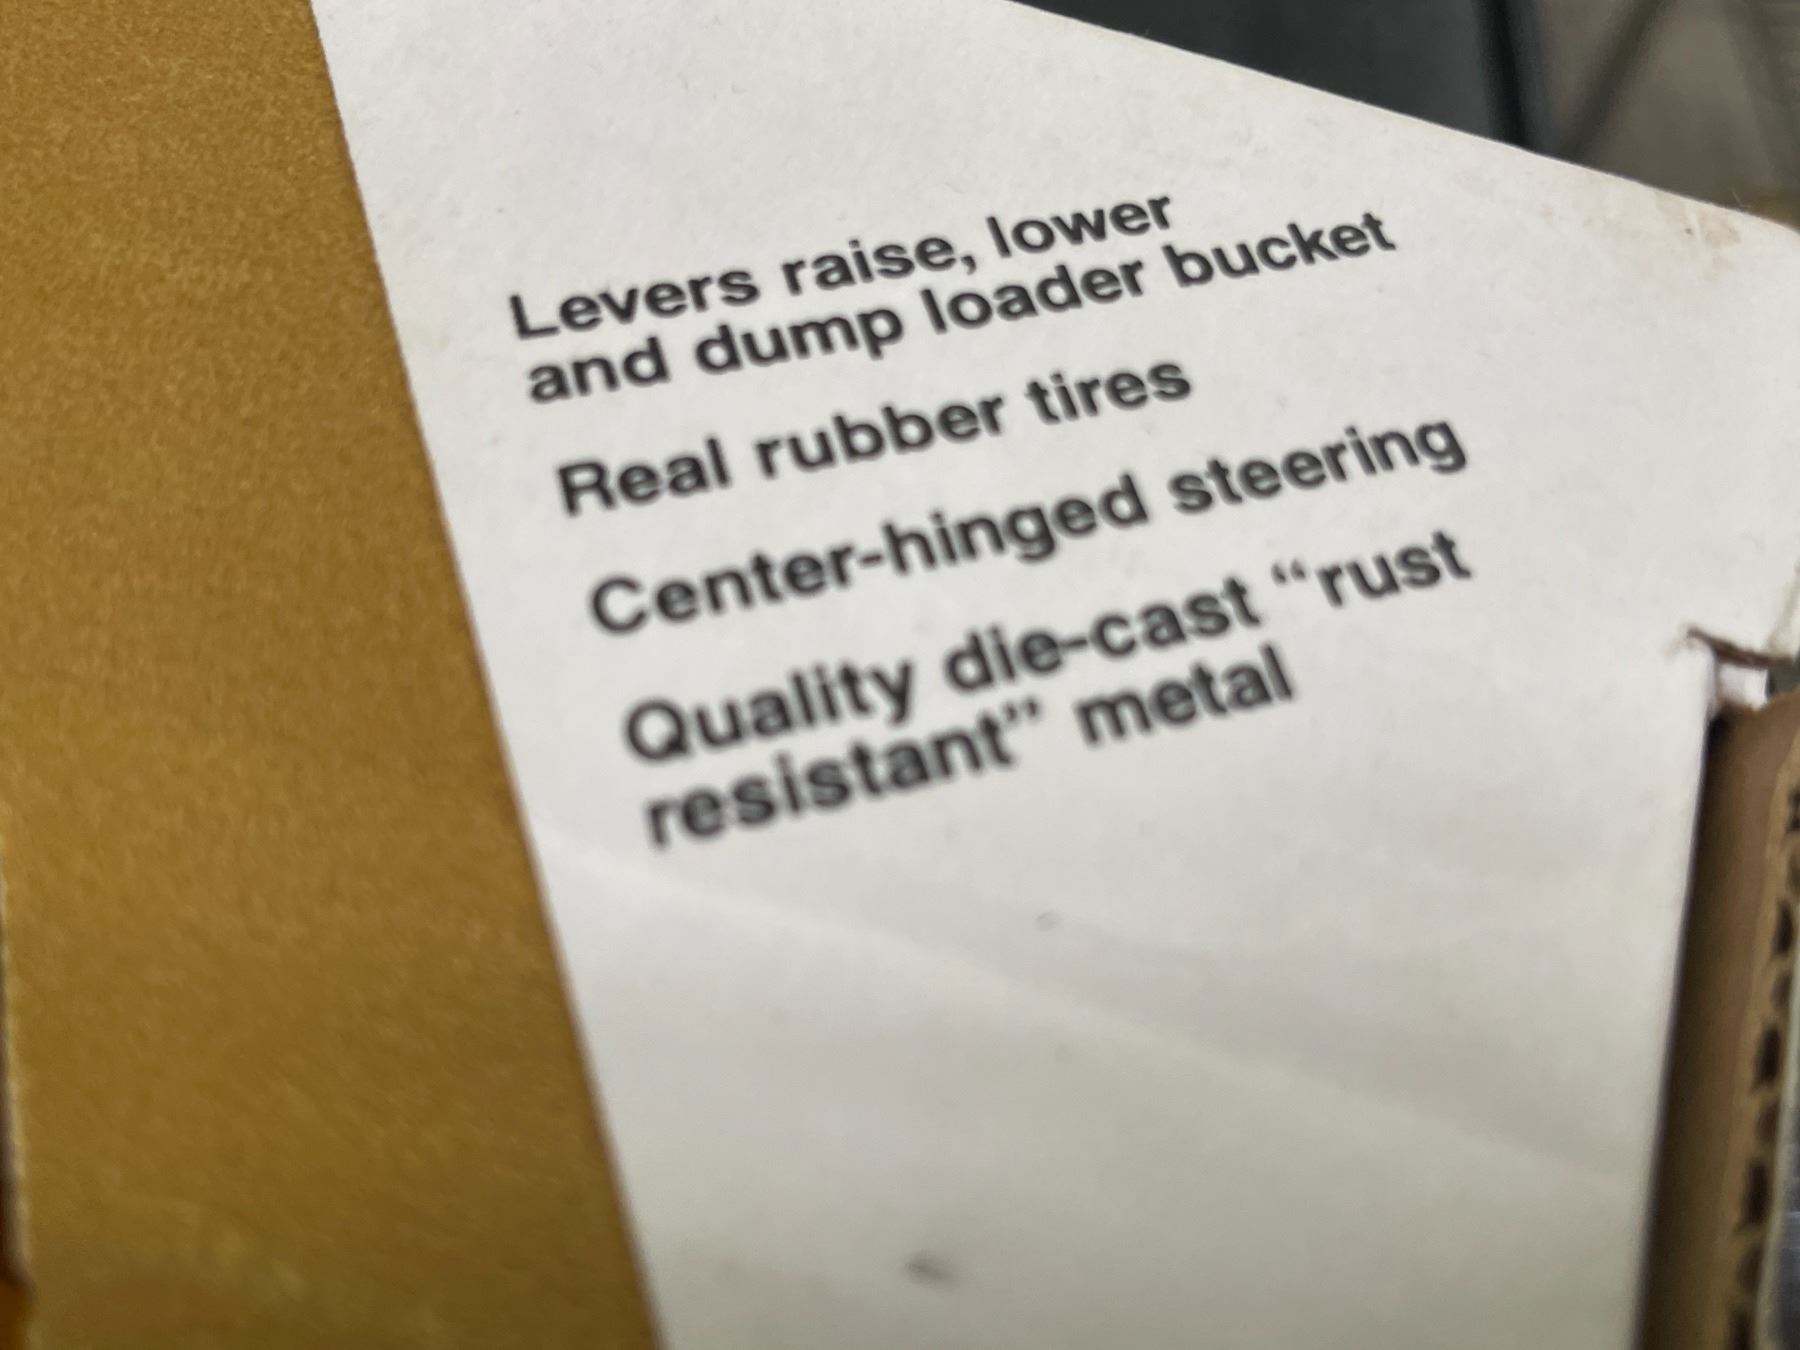 Levers raise, lower
and dump loader bucket
Real rubber tires
Center-hinged steering
Quality die-cast “rust
resistant” metal